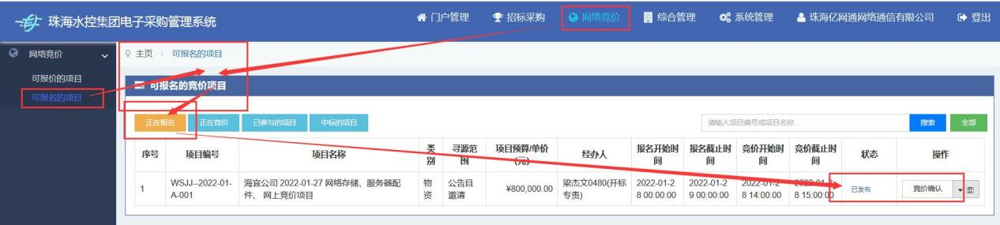 珠海水控集团电子采购管理系统
门户管理 招标采购 网络竞价 综合管理 系统管理 珠海亿网通网络通信有限公司 登出
网络竞价
主页 > 可报名的项目
可报价的项目
可报名的竞价项目
可报名的项目
正在报名 正在竞价 已参与的项目 中标的项目 请输入项目编号或项目名称... 搜索 全部
序号 项目编号 项目名称 类别 寻源范围 项目预算/单价(元) 经办人 报名开始时间 报名截止时间 竞价开始时间 竞价截止时间 状态 操作
1 WSJJ--2022-01-A-001 海宜公司 2022-01-27 网络存储、服务器配件、 网上竞价项目 物资 公告且邀请 ¥800,000.00 梁杰文0480(开标专责) 2022-01-28 00:00:00 2022-01-29 00:00:00 2022-01-28 14:00:00 2022-01-28 15:00:00 已发布 竞价确认